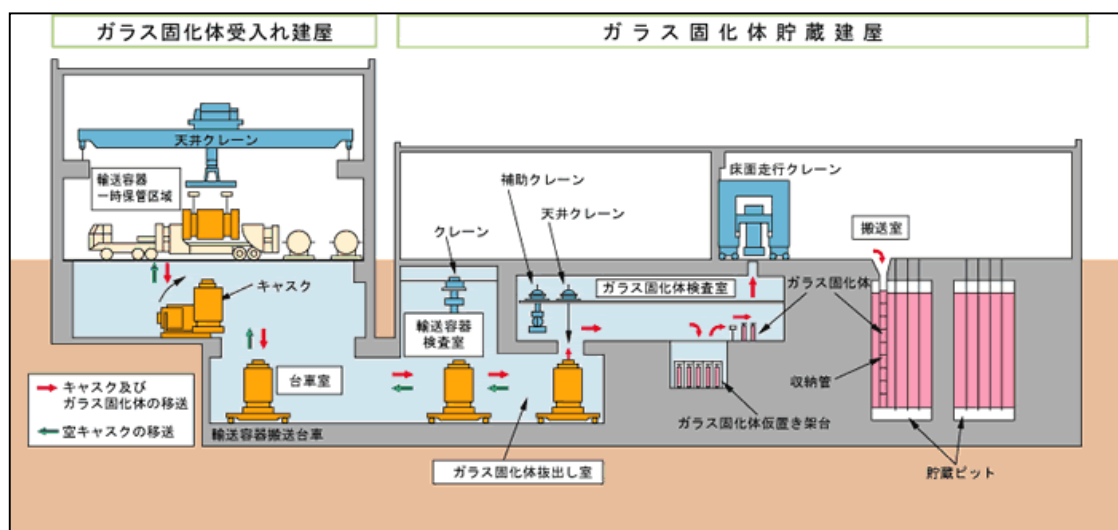 ガラス固化体受入れ建屋
ガラス固化体貯蔵建屋
天井クレーン
輸送容器
一時保管区域
キャスク
台車室
輸送容器搬送台車
キャスク及び
ガラス固化体の移送
空キャスクの移送
クレーン
輸送容器
検査室
補助クレーン
天井クレーン
ガラス固化体検査室
床面走行クレーン
搬送室
ガラス固化体
収納管
ガラス固化体仮置き架台
ガラス固化体抜出し室
貯蔵ピット